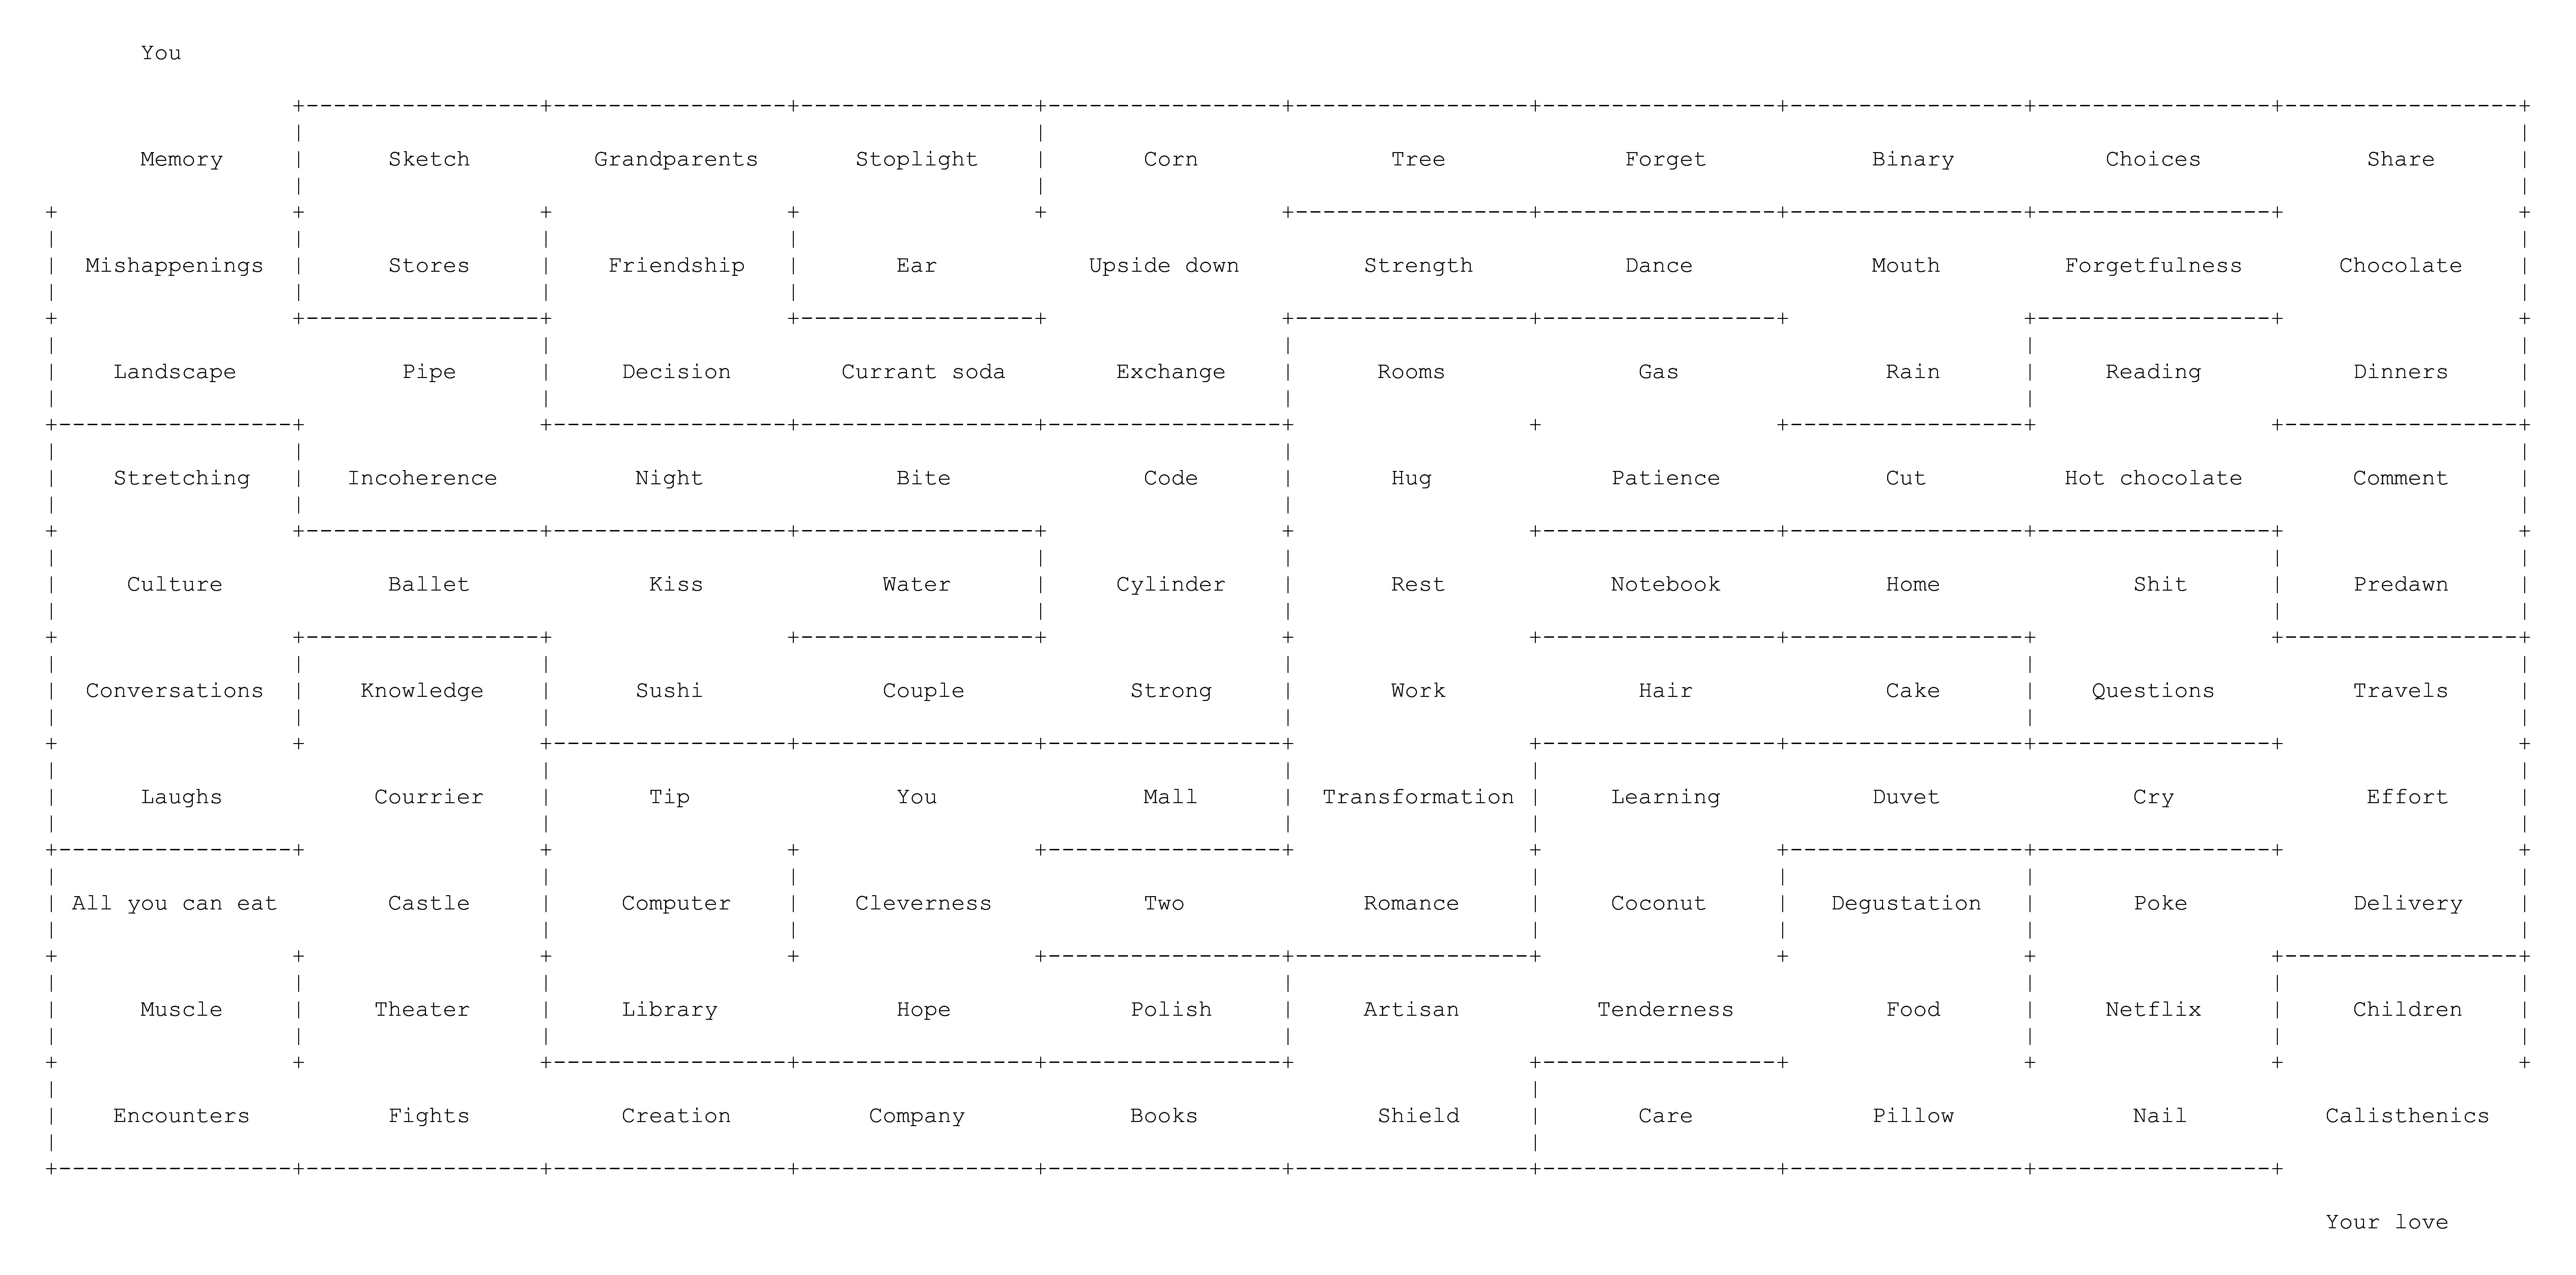 You
Memory Sketch Grandparents Stoplight Corn Tree Forget Binary Choices Share
Mishappenings Stores Friendship Ear Upside down Strength Dance Mouth Forgetfulness Chocolate
Landscape Pipe Decision Currant soda Exchange Rooms Gas Rain Reading Dinners
Stretching Incoherence Night Bite Code Hug Patience Cut Hot chocolate Comment
Culture Ballet Kiss Water Cylinder Rest Notebook Home Shit Predawn
Conversations Knowledge Sushi Couple Strong Work Hair Cake Questions Travels
Laughs Courrier Tip You Mall Transformation Learning Duvet Cry Effort
All you can eat Castle Computer Cleverness Two Romance Coconut Degustation Poke Delivery
Muscle Theater Library Hope Polish Artisan Tenderness Food Netflix Children
Encounters Fights Creation Company Books Shield Care Pillow Nail Calisthenics
Your love